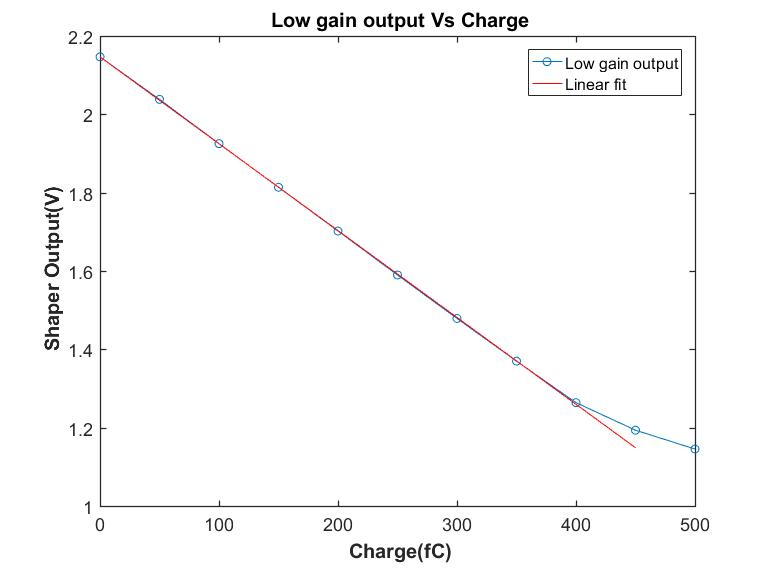 Low gain output Vs Charge
Low gain output
Linear fit
Shaper Output(V)
2.2
2
1.8
1.6
1.4
1.2
1
0 100 200 300 400 500
Charge(fC)